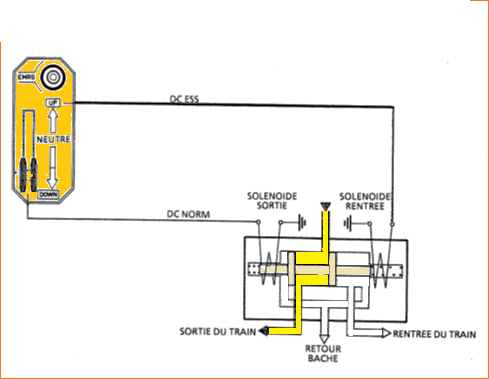 EMRG
UP
DC ESS
NEUTRE
DOWN
SOLENOIDE
SORTIE
SOLENOIDE
RENTREE
DC NORM
SORTIE DU TRAIN
RENTREE DU TRAIN
RETOUR
BACHE